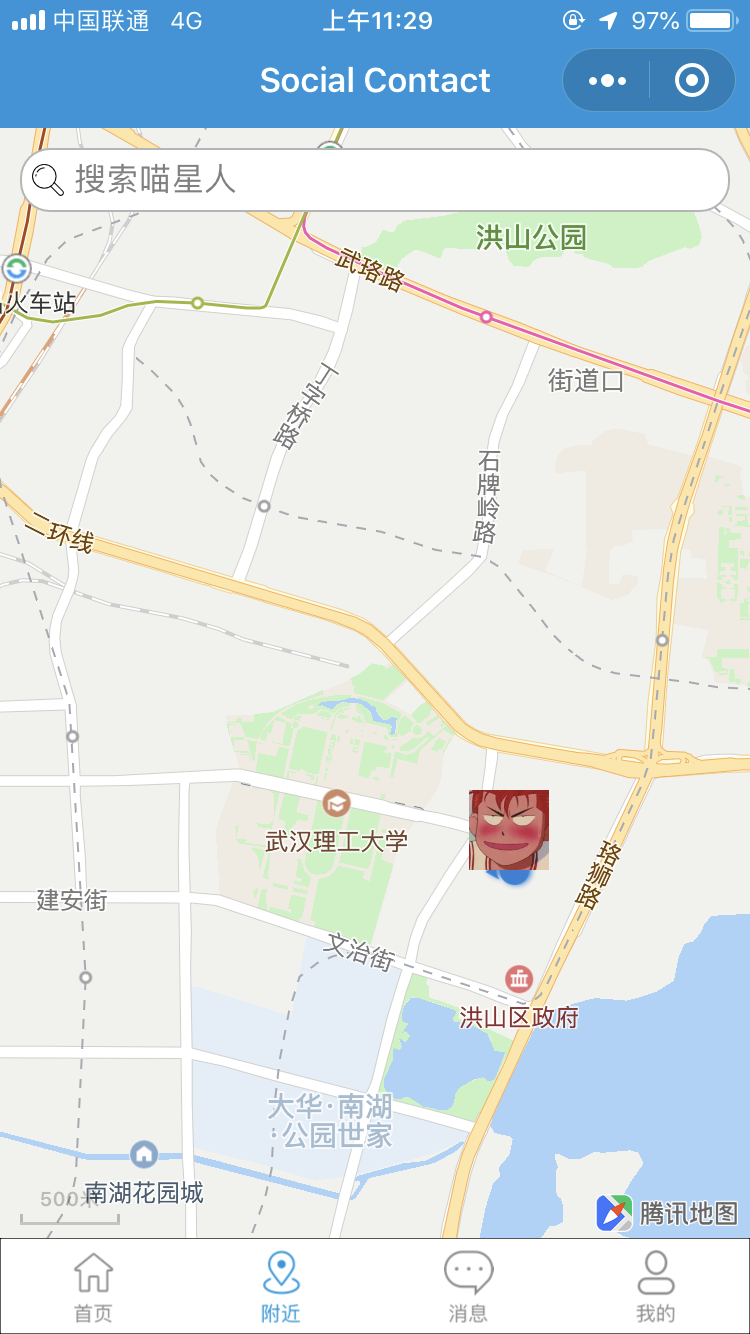 中国联通 4G 上午11:29 97%
Social Contact
搜索喵星人
洪山公园
武珞路
火车站
街道口
丁字桥路
石牌岭路
二环线
武汉理工大学
珞狮路
建安街
文治街
洪山区政府
大华·南湖
·公园世家
500米
南湖花园城
腾讯地图
首页 附近 消息 我的